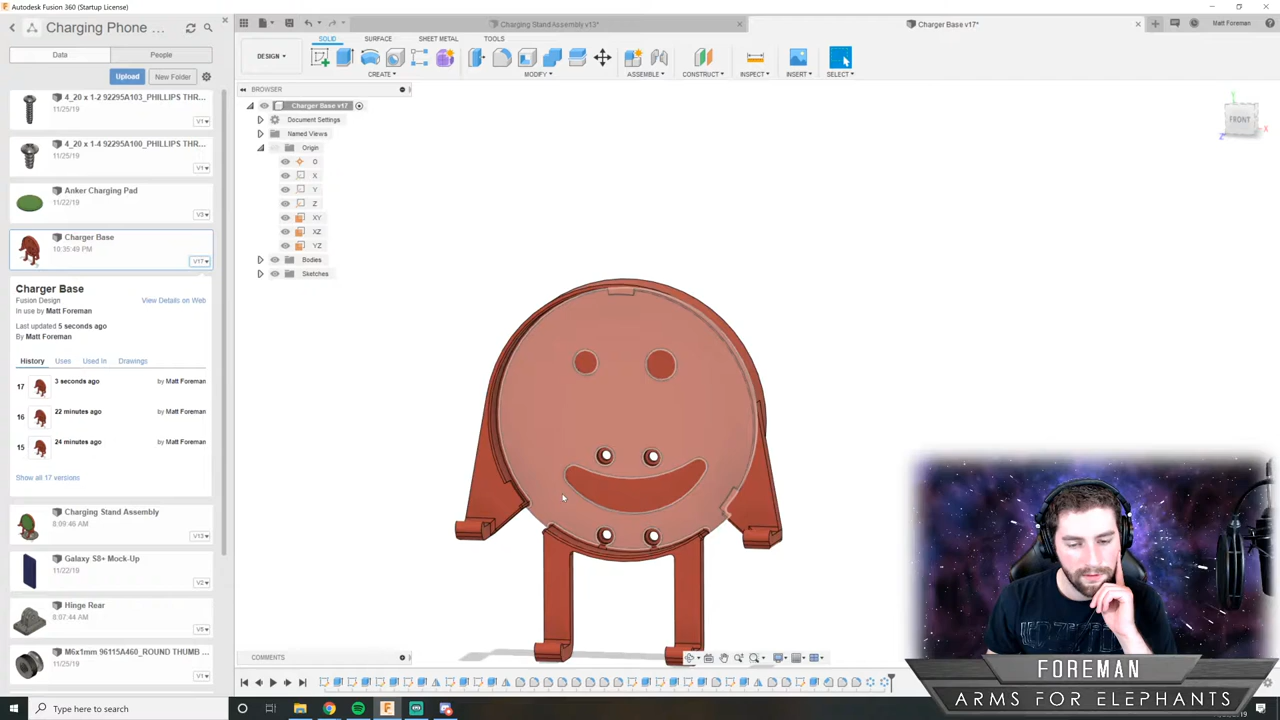 Autodesk Fusion 360 (Startup License)
Charging Phone ...
Charging Stand Assembly v13*
Charger Base v17*
Matt Foreman
Data
People
Upload
New Folder
DESIGN
SOLID
SURFACE
SHEET METAL
TOOLS
CREATE
MODIFY
ASSEMBLE
CONSTRUCT
INSPECT
INSERT
SELECT
BROWSER
Charger Base v17
Document Settings
Named Views
Origin
O
X
Y
Z
XY
XZ
YZ
Bodies
Sketches
FRONT
X
4_20 x 1-2 92295A103_PHILLIPS THR...
11/25/19
V1
4_20 x 1-4 92295A100_PHILLIPS THR...
11/25/19
V1
Anker Charging Pad
11/22/19
V3
Charger Base
10:35:49 PM
V17
Charger Base
Fusion Design
View Details on Web
In use by Matt Foreman
Last updated 5 seconds ago
By Matt Foreman
History
Uses
Used In
Drawings
17
3 seconds ago
by Matt Foreman
16
22 minutes ago
by Matt Foreman
15
24 minutes ago
by Matt Foreman
Show all 17 versions
Charging Stand Assembly
8:09:46 AM
V13
Galaxy S8+ Mock-Up
11/22/19
V2
Hinge Rear
8:07:44 AM
V5
M6x1mm 96115A460_ROUND THUMB ...
11/25/19
V1
COMMENTS
FOREMAN
ARMS FOR ELEPHANTS
Type here to search